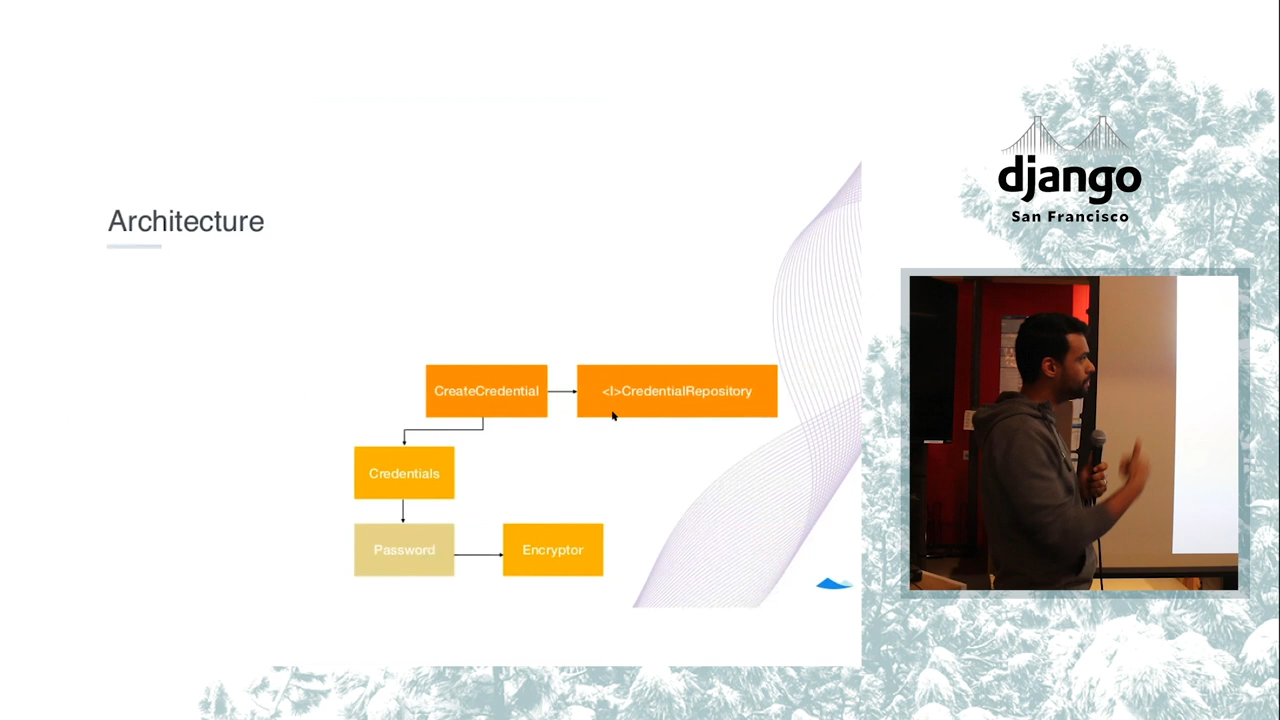 Architecture
CreateCredential
<I>CredentialRepository
Credentials
Password
Encryptor
django
San Francisco